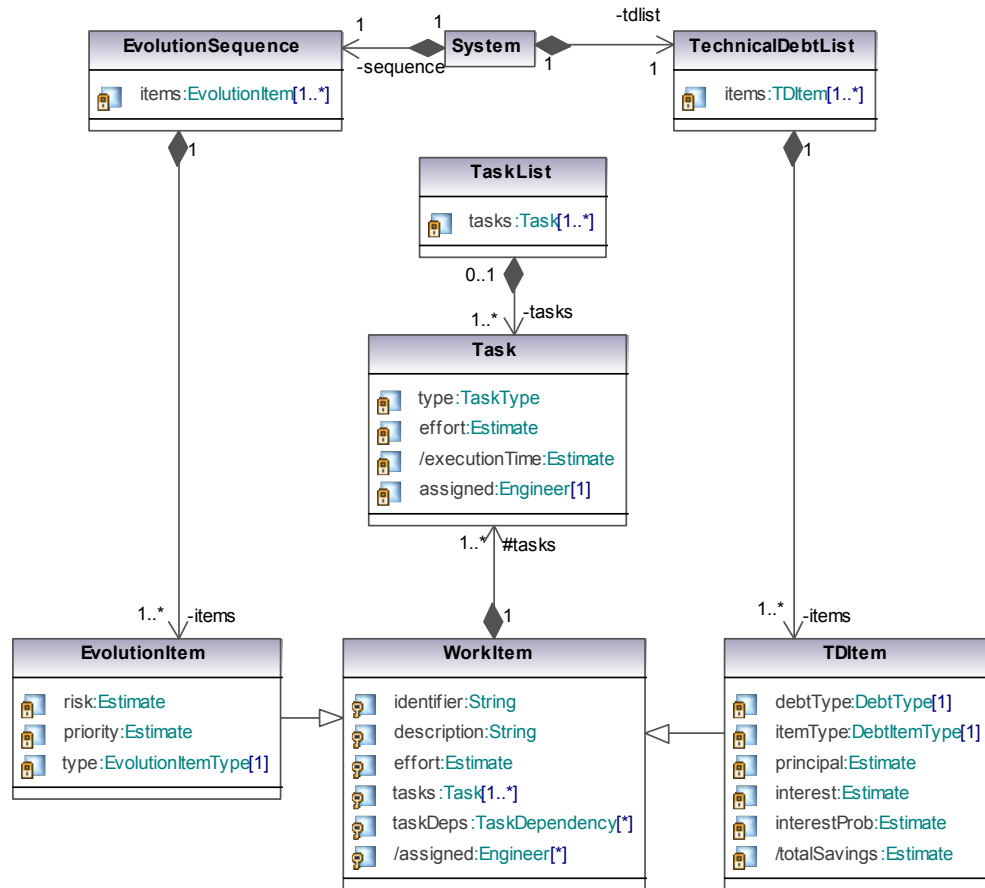 -tdlist
1
1
EvolutionSequence
System
TechnicalDebtList
-sequence
1
1
items:EvolutionItem[1..*]
items:TDItem[1..*]
1
1
TaskList
tasks:Task[1..*]
0..1
1..*
-tasks
Task
type:TaskType
effort:Estimate
/executionTime:Estimate
assigned:Engineer[1]
1..*
#tasks
1..*
-items
1
1..*
-items
EvolutionItem
risk:Estimate
priority:Estimate
type:EvolutionItemType[1]
WorkItem
identifier:String
description:String
effort:Estimate
tasks:Task[1..*]
taskDeps:TaskDependency[*]
/assigned:Engineer[*]
TDItem
debtType:DebtType[1]
itemType:DebtItemType[1]
principal:Estimate
interest:Estimate
interestProb:Estimate
/totalSavings:Estimate